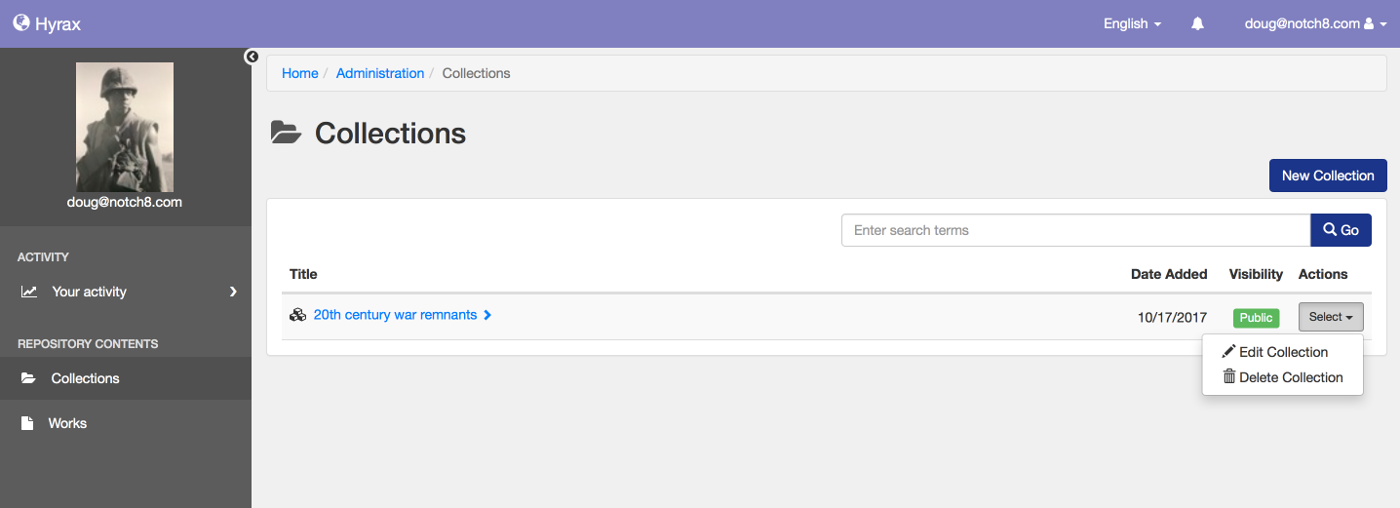 Hyrax
English
doug@notch8.com
Home / Administration / Collections
doug@notch8.com
Collections
New Collection
ACTIVITY
Your activity
REPOSITORY CONTENTS
Collections
Works
Enter search terms
Go
Title Date Added Visibility Actions
20th century war remnants 10/17/2017 Public Select
Edit Collection
Delete Collection